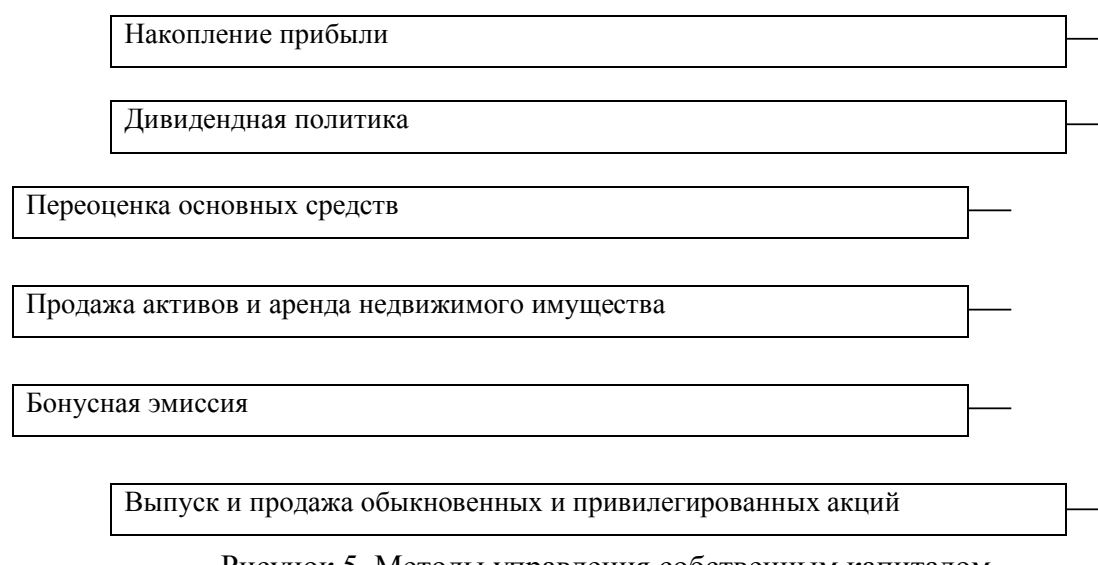 Накопление прибыли
Дивидендная политика
Переоценка основных средств
Продажа активов и аренда недвижимого имущества
Бонусная эмиссия
Выпуск и продажа обыкновенных и привилегированных акций
Рисунок 5. Методы управления собственным капиталом